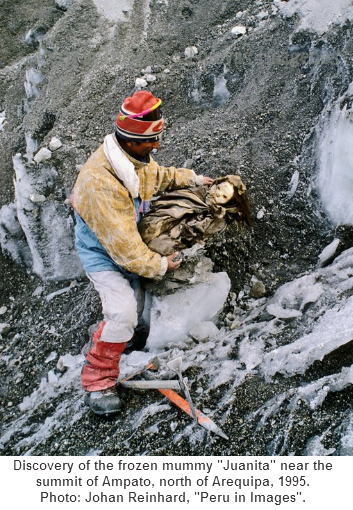 Discovery of the frozen mummy "Juanita" near the
summit of Ampato, north of Arequipa, 1995.
Photo: Johan Reinhard, "Peru in Images".